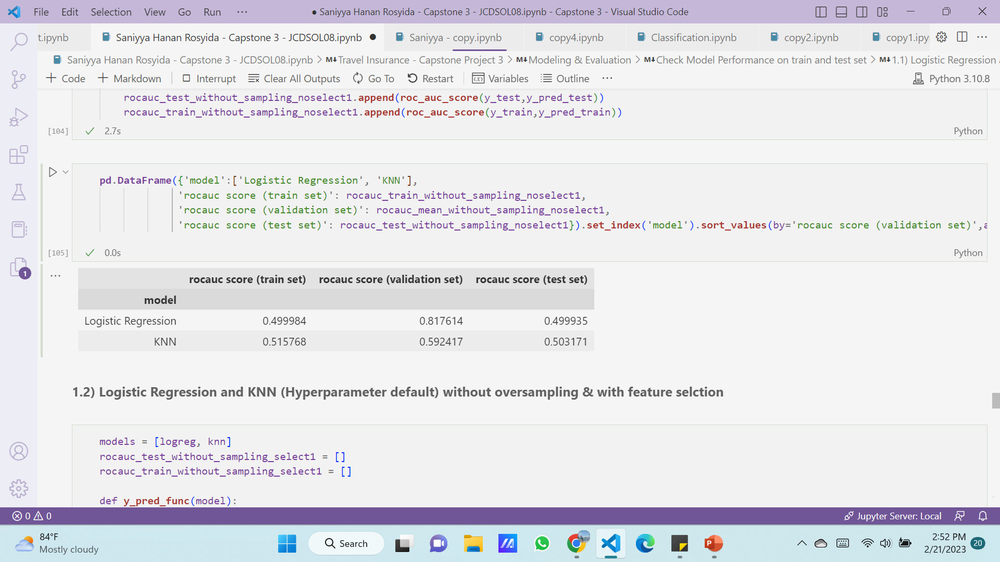 File Edit Selection View Go Run ···
● Saniyya Hanan Rosyida - Capstone 3 - JCDSOL08.ipynb - Capstone 3 - Visual Studio Code
t.ipynb
Saniyya Hanan Rosyida - Capstone 3 - JCDSOL08.ipynb ●
Saniyya - copy.ipynb
copy4.ipynb
Classification.ipynb
copy2.ipynb
copy1.ipyn
Saniyya Hanan Rosyida - Capstone 3 - JCDSOL08.ipynb > M↓Travel Insurance - Capstone Project 3 > M↓Modeling & Evaluation > M↓Check Model Performance on train and test set > M↓1.1) Logistic Regression a
+ Code + Markdown Interrupt Clear All Outputs Go To Restart Variables Outline ··· Python 3.10.8
rocauc_test_without_sampling_noselect1.append(roc_auc_score(y_test,y_pred_test))
rocauc_train_without_sampling_noselect1.append(roc_auc_score(y_train,y_pred_train))
[104] ✓ 2.7s Python
pd.DataFrame({'model':['Logistic Regression', 'KNN'],
'rocauc score (train set)': rocauc_train_without_sampling_noselect1,
'rocauc score (validation set)': rocauc_mean_without_sampling_noselect1,
'rocauc score (test set)': rocauc_test_without_sampling_noselect1}).set_index('model').sort_values(by='rocauc score (validation set)',a
[105] ✓ 0.0s Python
···
rocauc score (train set) rocauc score (validation set) rocauc score (test set)
model
Logistic Regression 0.499984 0.817614 0.499935
KNN 0.515768 0.592417 0.503171
1.2) Logistic Regression and KNN (Hyperparameter default) without oversampling & with feature selction
models = [logreg, knn]
rocauc_test_without_sampling_select1 = []
rocauc_train_without_sampling_select1 = []
def y_pred_func(model):
1
0 0
Jupyter Server: Local
84°F
Mostly cloudy
Search
2:52 PM
2/21/2023
20